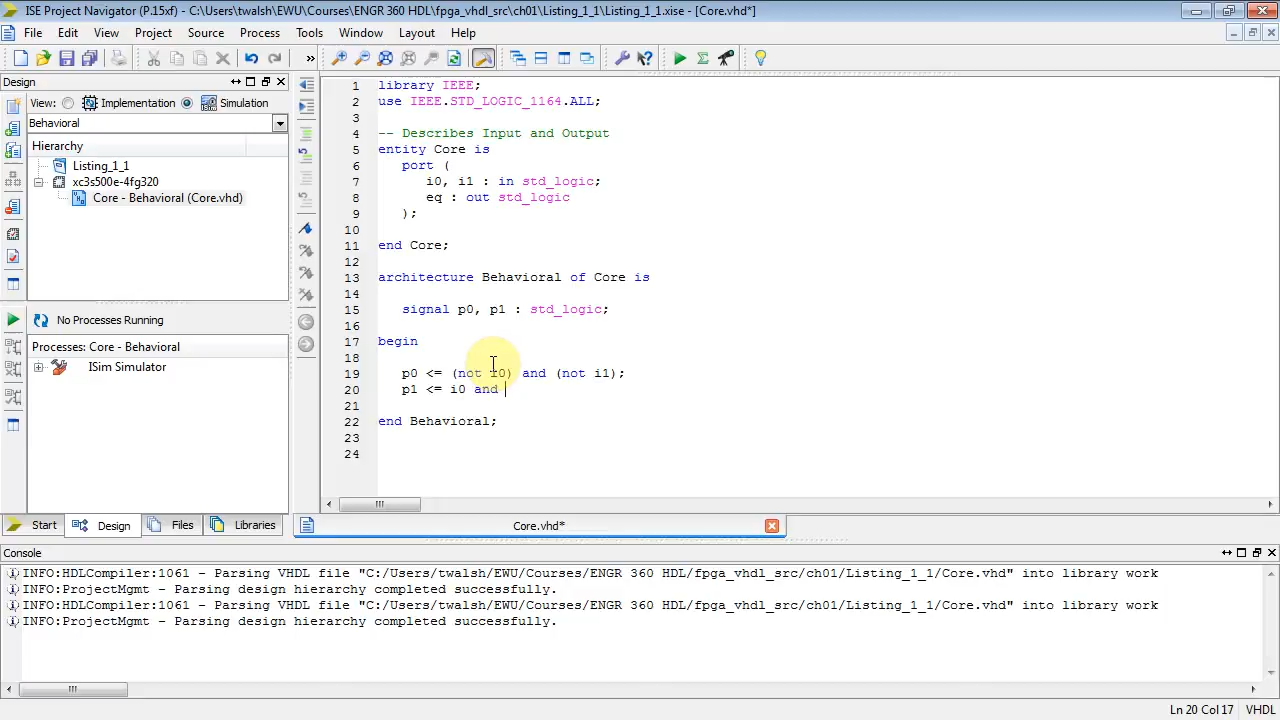 ISE Project Navigator (P.15xf) - C:\Users\twalsh\EWU\Courses\ENGR 360 HDL\fpga_vhdl_src\ch01\Listing_1_1\Listing_1_1.xise - [Core.vhd*]
File Edit View Project Source Process Tools Window Layout Help
Design
View: Implementation Simulation
Behavioral
Hierarchy
Listing_1_1
xc3s500e-4fg320
Core - Behavioral (Core.vhd)
No Processes Running
Processes: Core - Behavioral
ISim Simulator
Start Design Files Libraries
1 library IEEE;
2 use IEEE.STD_LOGIC_1164.ALL;
3
4 -- Describes Input and Output
5 entity Core is
6 port (
7 i0, i1 : in std_logic;
8 eq : out std_logic
9 );
10
11 end Core;
12
13 architecture Behavioral of Core is
14
15 signal p0, p1 : std_logic;
16
17 begin
18
19 p0 <= (not i0) and (not i1);
20 p1 <= i0 and
21
22 end Behavioral;
23
24
Core.vhd*
Console
INFO:HDLCompiler:1061 - Parsing VHDL file "C:/Users/twalsh/EWU/Courses/ENGR 360 HDL/fpga_vhdl_src/ch01/Listing_1_1/Core.vhd" into library work
INFO:ProjectMgmt - Parsing design hierarchy completed successfully.
INFO:HDLCompiler:1061 - Parsing VHDL file "C:/Users/twalsh/EWU/Courses/ENGR 360 HDL/fpga_vhdl_src/ch01/Listing_1_1/Core.vhd" into library work
INFO:ProjectMgmt - Parsing design hierarchy completed successfully.
Ln 20 Col 17 VHDL